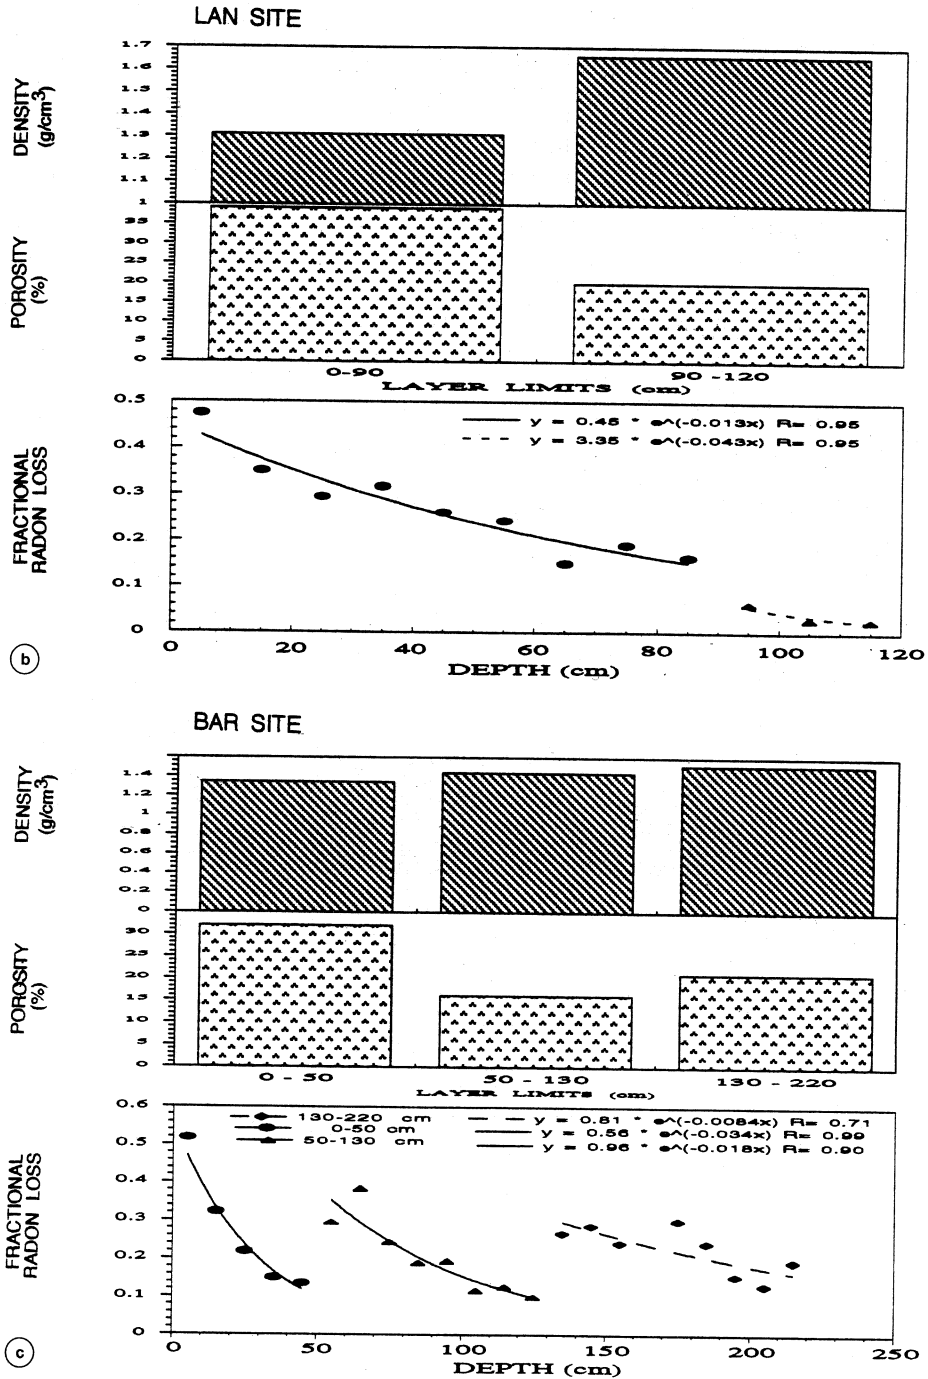 LAN SITE
DENSITY
(g/cm³)
1.7
1.6
1.5
1.4
1.3
1.2
1.1
1
POROSITY
(%)
35
30
25
20
15
10
5
0
0-90
90-120
LAYER LIMITS (cm)
FRACTIONAL
RADON LOSS
0.5
0.4
0.3
0.2
0.1
0
y = 0.45 * e^(-0.013x) R= 0.95
y = 3.35 * e^(-0.043x) R= 0.95
0
20
40
60
80
100
120
DEPTH (cm)
b
BAR SITE
DENSITY
(g/cm³)
1.4
1.2
1
0.8
0.6
0.4
0.2
0
POROSITY
(%)
30
25
20
15
10
5
0
0-50
50-130
130-220
LAYER LIMITS (cm)
FRACTIONAL
RADON LOSS
0.6
0.5
0.4
0.3
0.2
0.1
0
130-220 cm
0-50 cm
50-130 cm
y = 0.81 * e^(-0.0084x) R= 0.71
y = 0.56 * e^(-0.034x) R= 0.99
y = 0.96 * e^(-0.018x) R= 0.90
0
50
100
150
200
250
DEPTH (cm)
c